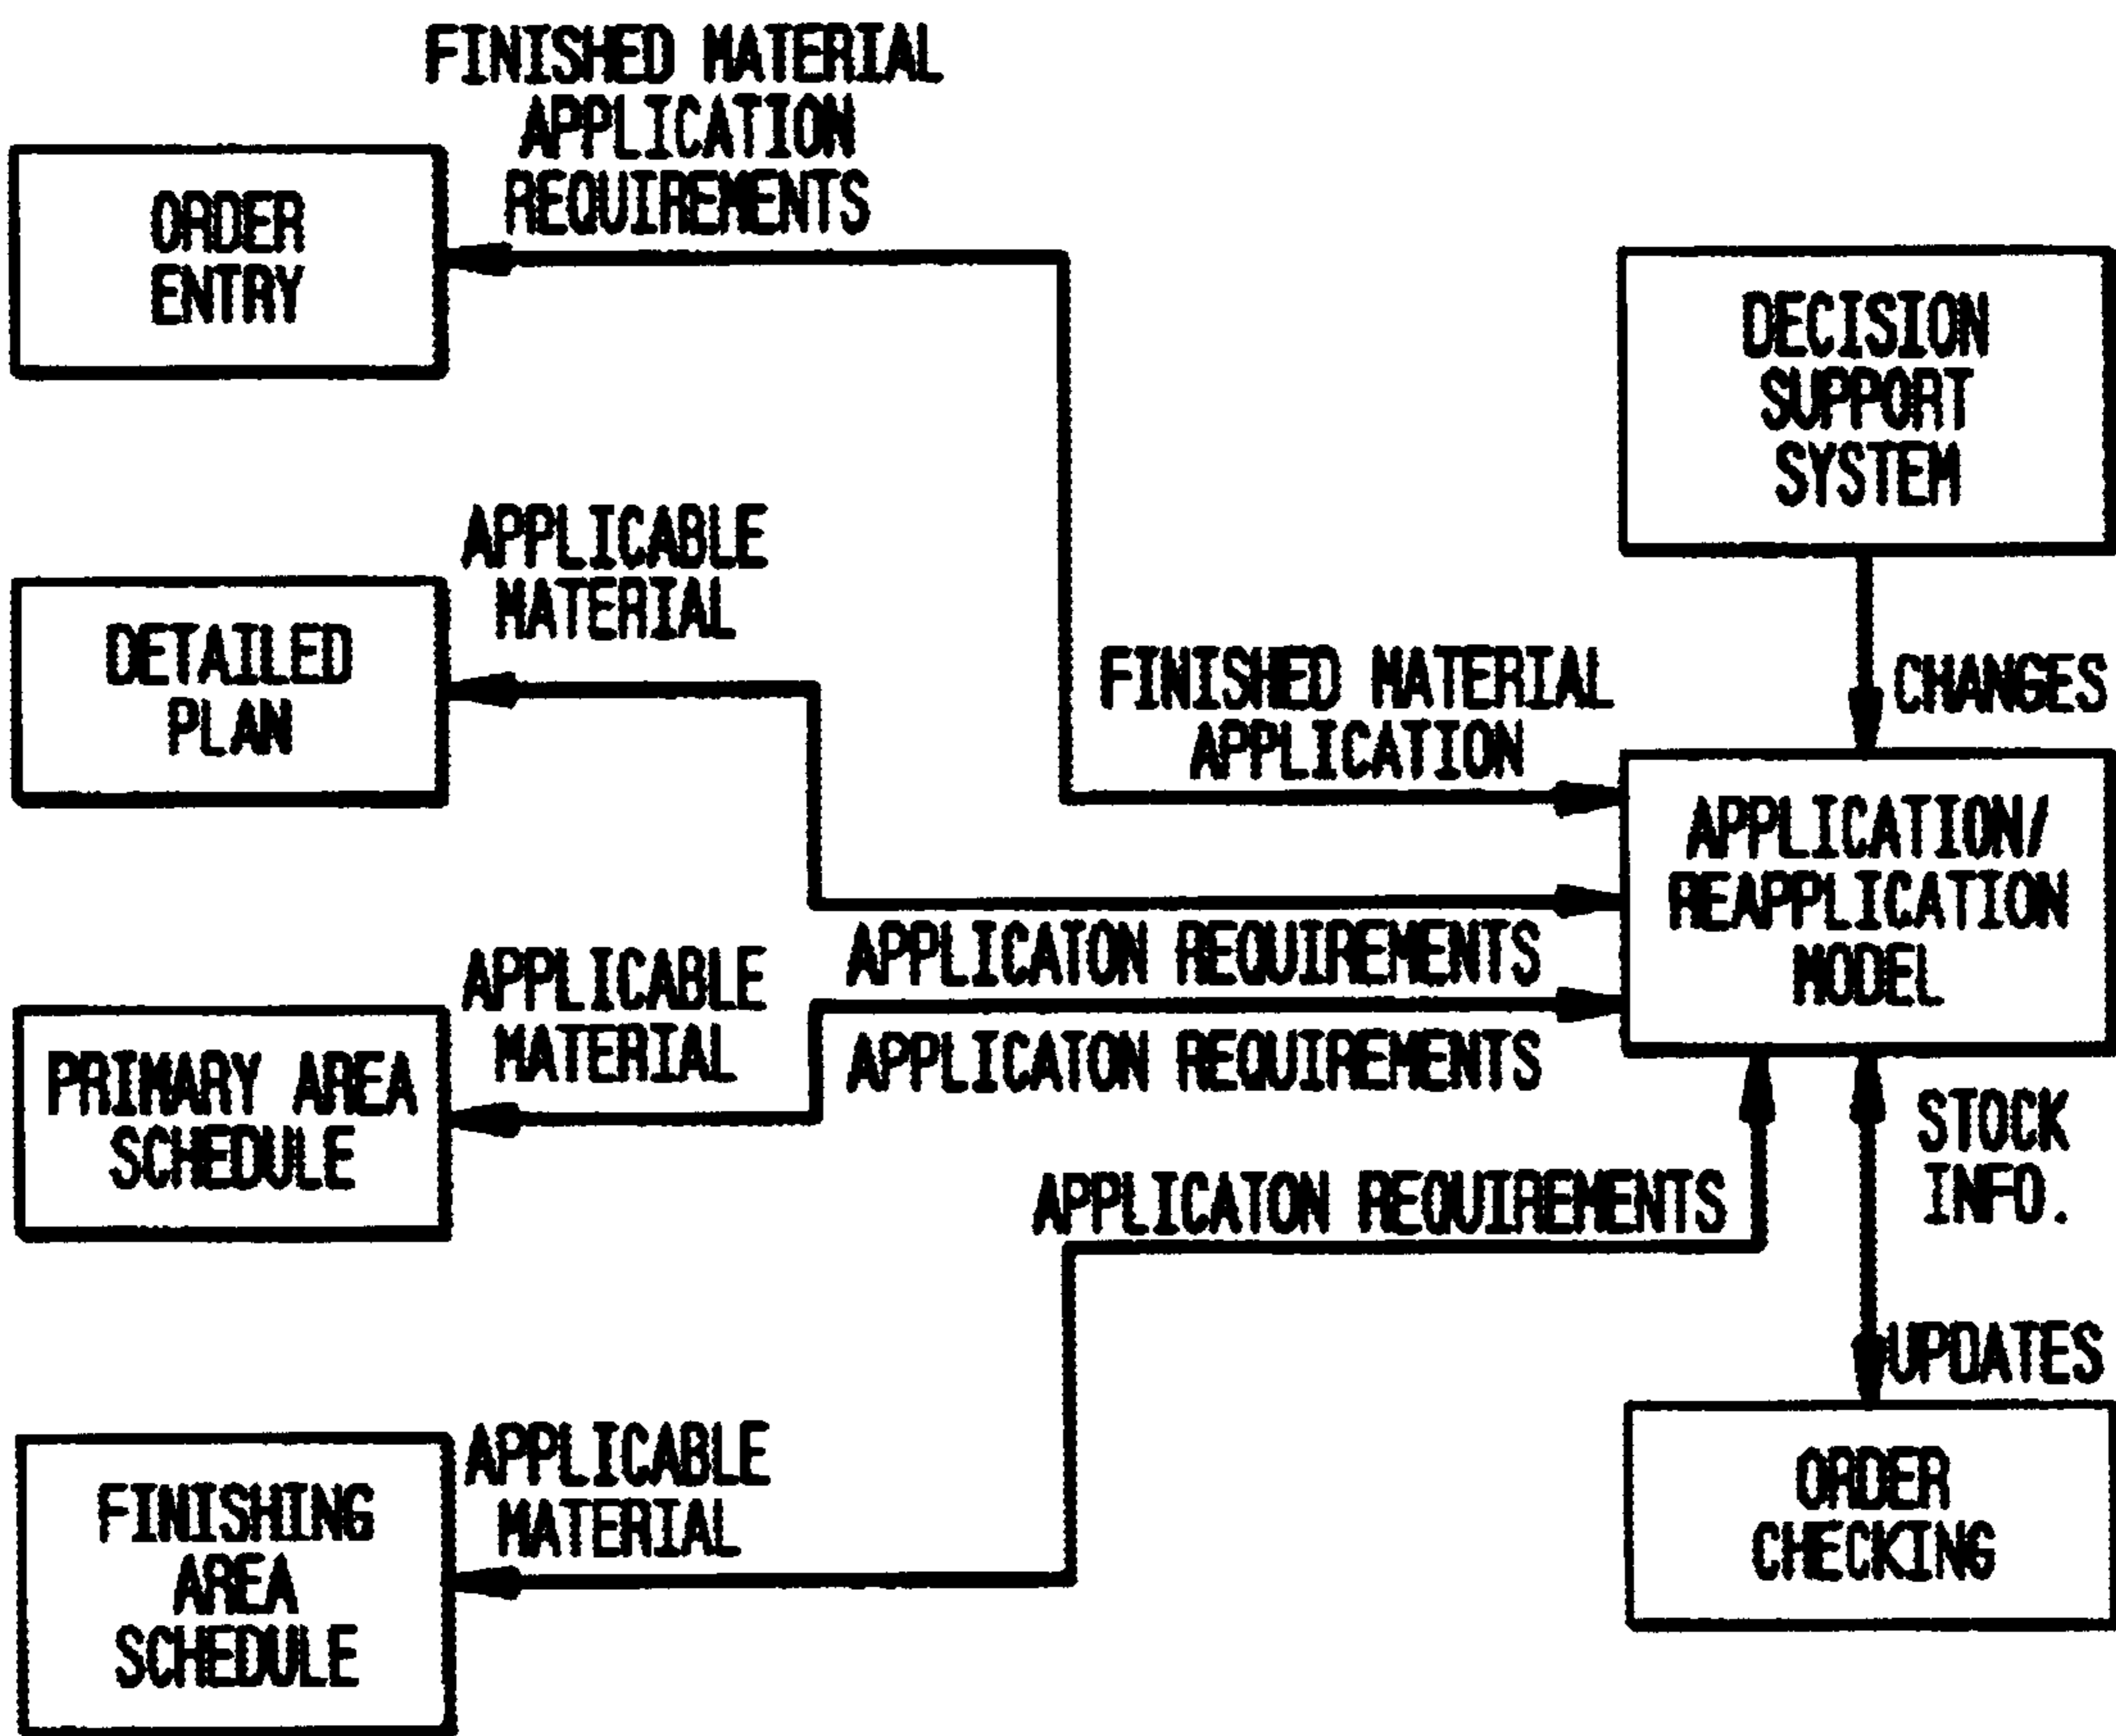 FINISHED MATERIAL
APPLICATION
REQUIREMENTS
ORDER
ENTRY
DECISION
SUPPORT
SYSTEM
APPLICABLE
MATERIAL
DETAILED
PLAN
FINISHED MATERIAL
APPLICATION
CHANGES
APPLICATION/
REAPPLICATION
MODEL
APPLICATON REQUIREMENTS
APPLICABLE
MATERIAL
APPLICATON REQUIREMENTS
PRIMARY AREA
SCHEDULE
STOCK
INFO.
APPLICATON REQUIREMENTS
UPDATES
APPLICABLE
MATERIAL
ORDER
CHECKING
FINISHING
AREA
SCHEDULE